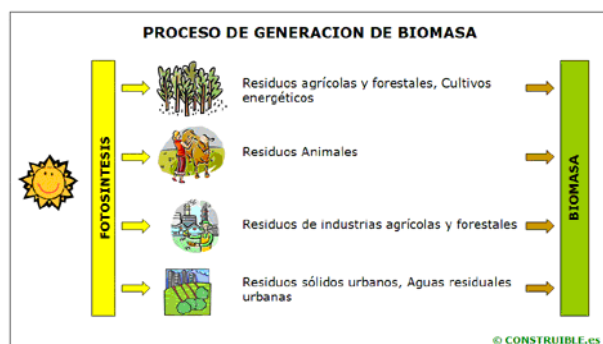 PROCESO DE GENERACION DE BIOMASA
FOTOSINTESIS
Residuos agrícolas y forestales, Cultivos
energéticos
Residuos Animales
Residuos de industrias agrícolas y forestales
Residuos sólidos urbanos, Aguas residuales
urbanas
BIOMASA
© CONSTRUIBLE.es